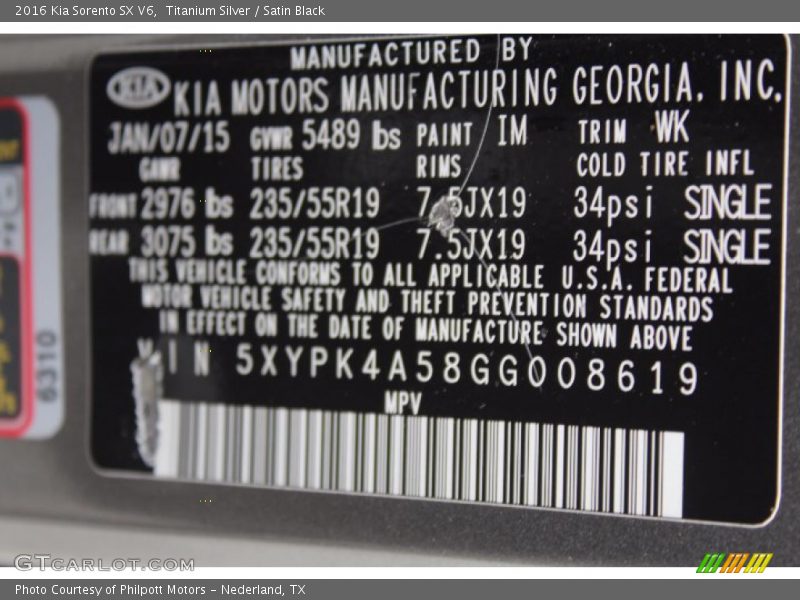 2016 Kia Sorento SX V6,  Titanium Silver / Satin Black
MANUFACTURED BY
KIA KIA MOTORS MANUFACTURING GEORGIA, INC.
JAN/07/15 GVWR 5489 lbs PAINT IM TRIM WK
GAWR TIRES RIMS COLD TIRE INFL
FRONT 2976 lbs 235/55R19 7.5JX19 34psi SINGLE
REAR 3075 lbs 235/55R19 7.5JX19 34psi SINGLE
THIS VEHICLE CONFORMS TO ALL APPLICABLE U.S.A. FEDERAL
MOTOR VEHICLE SAFETY AND THEFT PREVENTION STANDARDS
IN EFFECT ON THE DATE OF MANUFACTURE SHOWN ABOVE
VIN 5XYPK4A58GG008619
MPV
6310
GTCARLOT.COM
Photo Courtesy of Philpott Motors - Nederland, TX